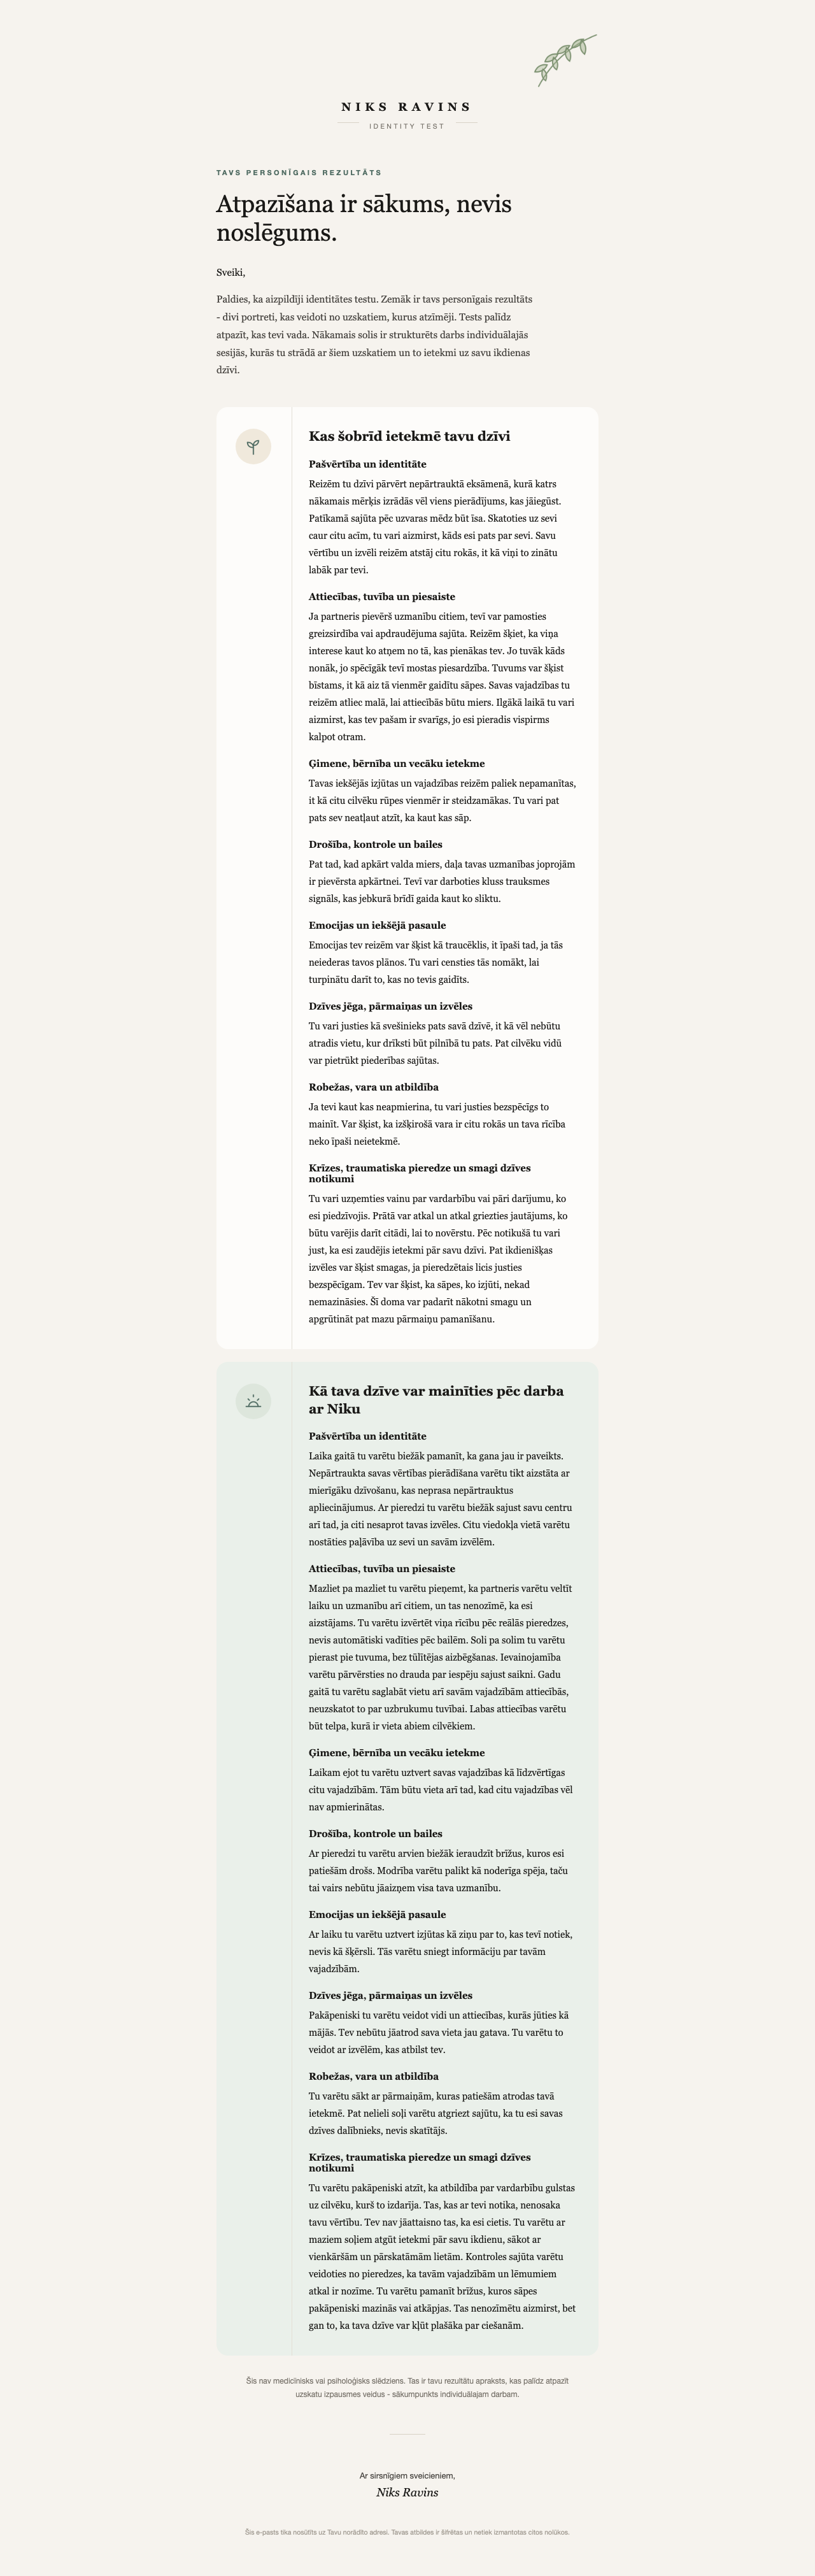 NIKS RAVINS
IDENTITY TEST
TAVS PERSONĪGAIS REZULTĀTS
Atpazīšana ir sākums, nevis
noslēgums.
Sveiki,
Paldies, ka aizpildīji identitātes testu. Zemāk ir tavs personīgais rezultāts
- divi portreti, kas veidoti no uzskatiem, kurus atzīmēji. Tests palīdz
atpazīt, kas tevi vada. Nākamais solis ir strukturēts darbs individuālajās
sesijās, kurās tu strādā ar šiem uzskatiem un to ietekmi uz savu ikdienas
dzīvi.
Kas šobrīd ietekmē tavu dzīvi
Pašvērtība un identitāte
Reizēm tu dzīvi pārvērt nepārtrauktā eksāmenā, kurā katrs
nākamais mērķis izrādās vēl viens pierādījums, kas jāiegūst.
Patīkamā sajūta pēc uzvaras mēdz būt īsa. Skatoties uz sevi
caur citu acīm, tu vari aizmirst, kāds esi pats par sevi. Savu
vērtību un izvēli reizēm atstāj citu rokās, it kā viņi to zinātu
labāk par tevi.
Attiecības, tuvība un piesaiste
Ja partneris pievērš uzmanību citiem, tevī var pamosties
greizsirdība vai apdraudējuma sajūta. Reizēm šķiet, ka viņa
interese kaut ko atņem no tā, kas pienākas tev. Jo tuvāk kāds
nonāk, jo spēcīgāk tevī mostas piesardzība. Tuvums var šķist
bīstams, it kā aiz tā vienmēr gaidītu sāpes. Savas vajadzības tu
reizēm atliec malā, lai attiecībās būtu miers. Ilgākā laikā tu vari
aizmirst, kas tev pašam ir svarīgs, jo esi pieradis vispirms
kalpot otram.
Ģimene, bērnība un vecāku ietekme
Tavas iekšējās izjūtas un vajadzības reizēm paliek nepamanītas,
it kā citu cilvēku rūpes vienmēr ir steidzamākas. Tu vari pat
pats sev neatļaut atzīt, ka kaut kas sāp.
Drošība, kontrole un bailes
Pat tad, kad apkārt valda miers, daļa tavas uzmanības joprojām
ir pievērsta apkārtnei. Tevī var darboties kluss trauksmes
signāls, kas jebkurā brīdī gaida kaut ko sliktu.
Emocijas un iekšējā pasaule
Emocijas tev reizēm var šķist kā traucēklis, it īpaši tad, ja tās
neiederas tavos plānos. Tu vari censties tās nomākt, lai
turpinātu darīt to, kas no tevis gaidīts.
Dzīves jēga, pārmaiņas un izvēles
Tu vari justies kā svešinieks pats savā dzīvē, it kā vēl nebūtu
atradis vietu, kur drīksti būt pilnībā tu pats. Pat cilvēku vidū
var pietrūkt piederības sajūtas.
Robežas, vara un atbildība
Ja tevi kaut kas neapmierina, tu vari justies bezspēcīgs to
mainīt. Var šķist, ka izšķirošā vara ir citu rokās un tava rīcība
neko īpaši neietekmē.
Krīzes, traumatiska pieredze un smagi dzīves
notikumi
Tu vari uzņemties vainu par vardarbību vai pāri darījumu, ko
esi piedzīvojis. Prātā var atkal un atkal griezties jautājums, ko
būtu varējis darīt citādi, lai to novērstu. Pēc notikušā tu vari
just, ka esi zaudējis ietekmi pār savu dzīvi. Pat ikdienišķas
izvēles var šķist smagas, ja pieredzētais licis justies
bezspēcīgam. Tev var šķist, ka sāpes, ko izjūti, nekad
nemazināsies. Šī doma var padarīt nākotni smagu un
apgrūtināt pat mazu pārmaiņu pamanīšanu.
Kā tava dzīve var mainīties pēc darba
ar Niku
Pašvērtība un identitāte
Laika gaitā tu varētu biežāk pamanīt, ka gana jau ir paveikts.
Nepārtraukta savas vērtības pierādīšana varētu tikt aizstāta ar
mierīgāku dzīvošanu, kas neprasa nepārtrauktus
apliecinājumus. Ar pieredzi tu varētu biežāk sajust savu centru
arī tad, ja citi nesaprot tavas izvēles. Citu viedokļa vietā varētu
nostāties paļāvība uz sevi un savām izvēlēm.
Attiecības, tuvība un piesaiste
Mazliet pa mazliet tu varētu pieņemt, ka partneris varētu veltīt
laiku un uzmanību arī citiem, un tas nenozīmē, ka esi
aizstājams. Tu varētu izvērtēt viņa rīcību pēc reālās pieredzes,
nevis automātiski vadīties pēc bailēm. Soli pa solim tu varētu
pierast pie tuvuma, bez tūlītējas aizbēgšanas. Ievainojamība
varētu pārvērsties no drauda par iespēju sajust saikni. Gadu
gaitā tu varētu saglabāt vietu arī savām vajadzībām attiecībās,
neuzskatot to par uzbrukumu tuvībai. Labas attiecības varētu
būt telpa, kurā ir vieta abiem cilvēkiem.
Ģimene, bērnība un vecāku ietekme
Laikam ejot tu varētu uztvert savas vajadzības kā līdzvērtīgas
citu vajadzībām. Tām būtu vieta arī tad, kad citu vajadzības vēl
nav apmierinātas.
Drošība, kontrole un bailes
Ar pieredzi tu varētu arvien biežāk ieraudzīt brīžus, kuros esi
patiešām drošs. Modrība varētu palikt kā noderīga spēja, taču
tai vairs nebūtu jāaizņem visa tava uzmanību.
Emocijas un iekšējā pasaule
Ar laiku tu varētu uztvert izjūtas kā ziņu par to, kas tevī notiek,
nevis kā šķērsli. Tās varētu sniegt informāciju par tavām
vajadzībām.
Dzīves jēga, pārmaiņas un izvēles
Pakāpeniski tu varētu veidot vidi un attiecības, kurās jūties kā
mājās. Tev nebūtu jāatrod sava vieta jau gatava. Tu varētu to
veidot ar izvēlēm, kas atbilst tev.
Robežas, vara un atbildība
Tu varētu sākt ar pārmaiņām, kuras patiešām atrodas tavā
ietekmē. Pat nelieli soļi varētu atgriezt sajūtu, ka tu esi savas
dzīves dalībnieks, nevis skatītājs.
Krīzes, traumatiska pieredze un smagi dzīves
notikumi
Tu varētu pakāpeniski atzīt, ka atbildība par vardarbību gulstas
uz cilvēku, kurš to izdarīja. Tas, kas ar tevi notika, nenosaka
tavu vērtību. Tev nav jāattaisno tas, ka esi cietis. Tu varētu ar
maziem soļiem atgūt ietekmi pār savu ikdienu, sākot ar
vienkāršām un pārskatāmām lietām. Kontroles sajūta varētu
veidoties no pieredzes, ka tavām vajadzībām un lēmumiem
atkal ir nozīme. Tu varētu pamanīt brīžus, kuros sāpes
pakāpeniski mazinās vai atkāpjas. Tas nenozīmētu aizmirst, bet
gan to, ka tava dzīve var kļūt plašāka par ciešanām.
Šis nav medicīnisks vai psiholoģisks slēdziens. Tas ir tavu rezultātu apraksts, kas palīdz atpazīt
uzskatu izpausmes veidus - sākumpunkts individuālajam darbam.
Ar sirsnīgiem sveicieniem,
Niks Ravins
Šis e-pasts tika nosūtīts uz Tavu norādīto adresi. Tavas atbildes ir šifrētas un netiek izmantotas citos nolūkos.